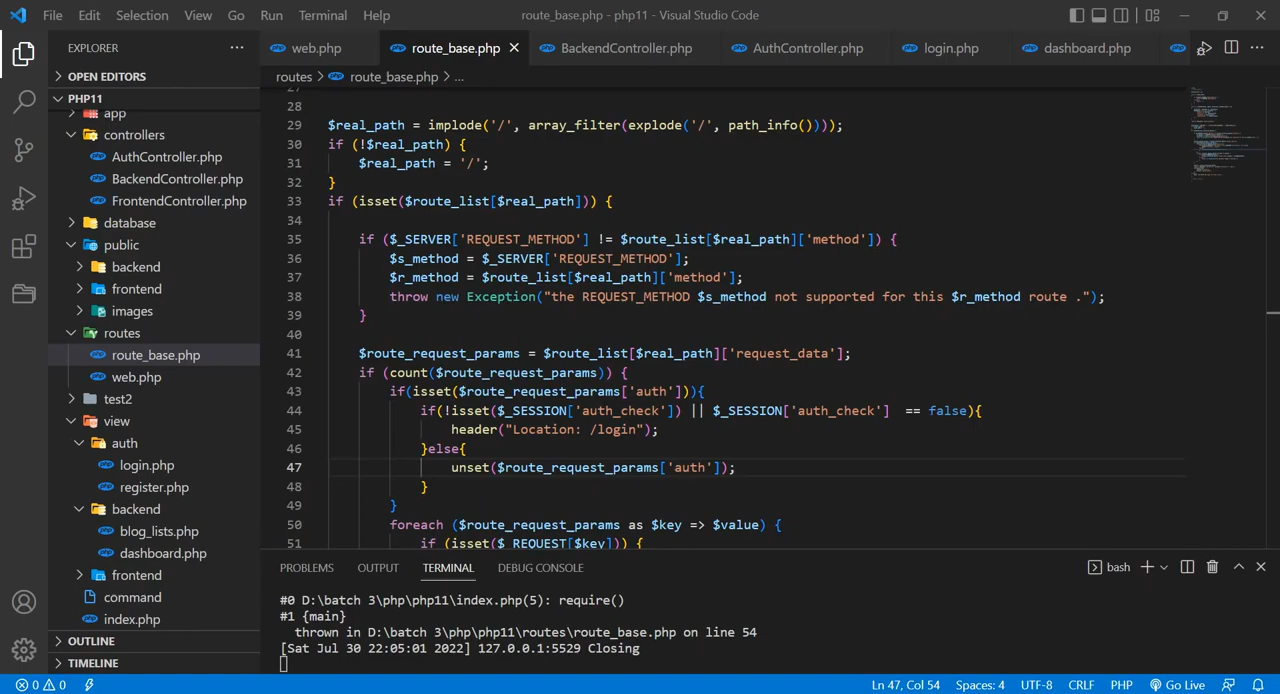 File Edit Selection View Go Run Terminal Help route_base.php - php11 - Visual Studio Code
EXPLORER
OPEN EDITORS
PHP11
app
controllers
AuthController.php
BackendController.php
FrontendController.php
database
public
backend
frontend
images
routes
route_base.php
web.php
test2
view
auth
login.php
register.php
backend
blog_lists.php
dashboard.php
frontend
command
index.php
OUTLINE
TIMELINE
web.php route_base.php BackendController.php AuthController.php login.php dashboard.php
routes > route_base.php > ...
27
28
29 $real_path = implode('/', array_filter(explode('/', path_info())));
30 if (!$real_path) {
31 $real_path = '/';
32 }
33 if (isset($route_list[$real_path])) {
34
35 if ($_SERVER['REQUEST_METHOD'] != $route_list[$real_path]['method']) {
36 $s_method = $_SERVER['REQUEST_METHOD'];
37 $r_method = $route_list[$real_path]['method'];
38 throw new Exception("the REQUEST_METHOD $s_method not supported for this $r_method route .");
39 }
40
41 $route_request_params = $route_list[$real_path]['request_data'];
42 if (count($route_request_params)) {
43 if(isset($route_request_params['auth'])){
44 if(!isset($_SESSION['auth_check']) || $_SESSION['auth_check'] == false){
45 header("Location: /login");
46 }else{
47 unset($route_request_params['auth']);
48 }
49 }
50 foreach ($route_request_params as $key => $value) {
51 if (isset($_REQUEST[$key])) {
PROBLEMS OUTPUT TERMINAL DEBUG CONSOLE bash
#0 D:\batch 3\php\php11\index.php(5): require()
#1 {main}
thrown in D:\batch 3\php\php11\routes\route_base.php on line 54
[Sat Jul 30 22:05:01 2022] 127.0.0.1:5529 Closing
0 0 Ln 47, Col 54 Spaces: 4 UTF-8 CRLF PHP Go Live